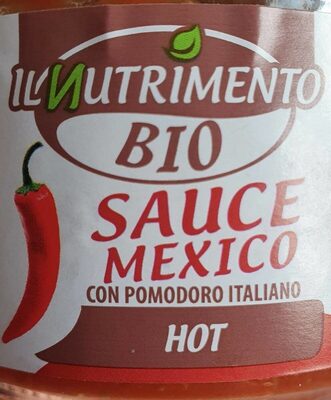 IL NUTRIMENTO
BIO
SAUCE
MEXICO
CON POMODORO ITALIANO
HOT